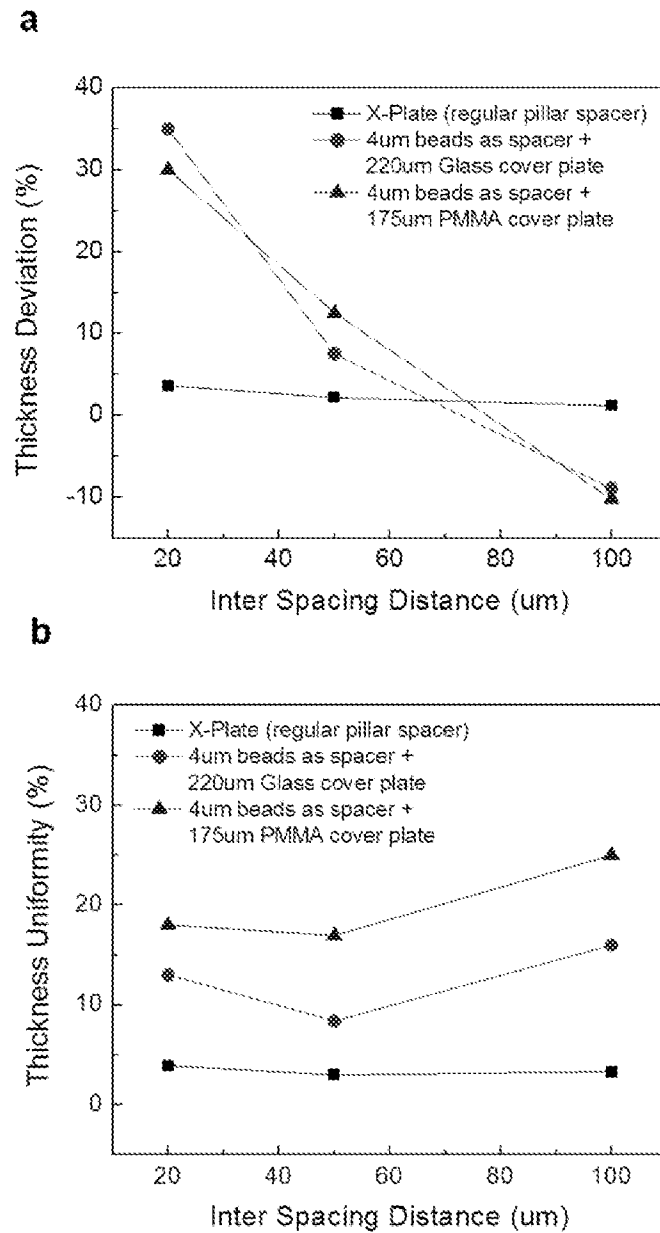 a
40
30
20
10
0
-10
Thickness Deviation (%)
X-Plate (regular pillar spacer)
4um beads as spacer +
220um Glass cover plate
4um beads as spacer +
175um PMMA cover plate
20 40 60 80 100
Inter Spacing Distance (um)
b
40
30
20
10
0
Thickness Uniformity (%)
X-Plate (regular pillar spacer)
4um beads as spacer +
220um Glass cover plate
4um beads as spacer +
175um PMMA cover plate
20 40 60 80 100
Inter Spacing Distance (um)